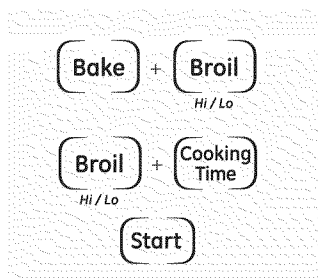 Bake + Broil
Hi / Lo
Broil + Cooking
Time
Hi / Lo
Start